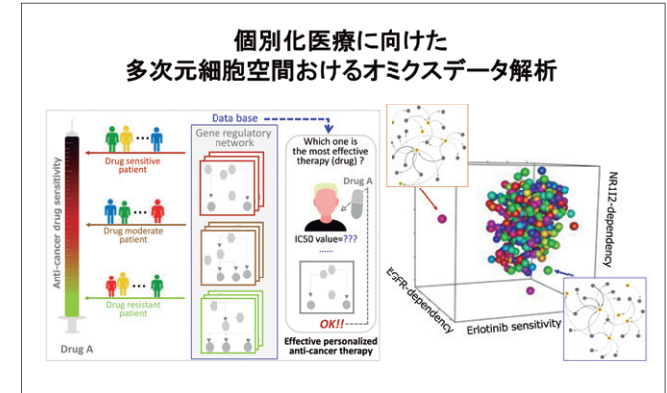 個別化医療に向けた
多次元細胞空間おけるオミクスデータ解析
Data base
Gene regulatory
network
Anti-cancer drug sensitivity
Drug sensitive
patient
Drug moderate
patient
Drug resistant
patient
Drug A
Which one is
the most effective
therapy (drug) ?
Drug A
IC50 value=???
......
OK!!
Effective personalized
anti-cancer therapy
NR1I2-dependency
EGFR-dependency
Erlotinib sensitivity